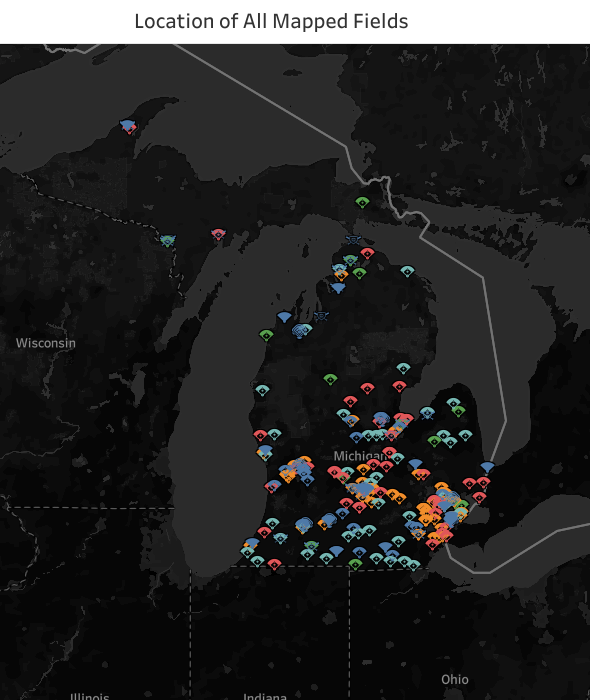 Location of All Mapped Fields
Wisconsin
Michigan
Ohio
Illinois
Indiana